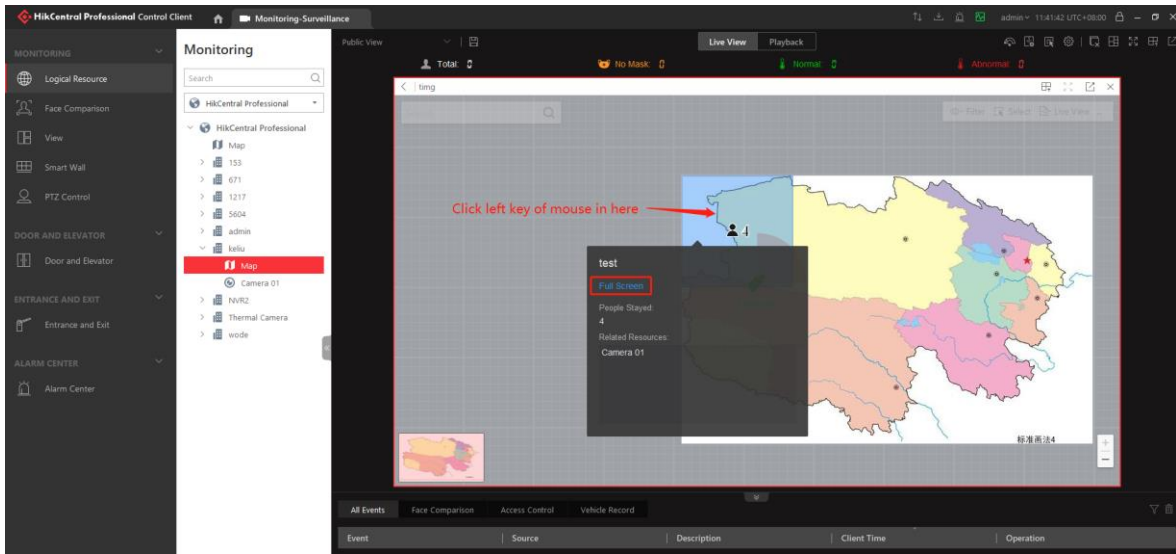 HikCentral Professional Control Client
Monitoring-Surveillance
admin
11:41:42 UTC+08:00
MONITORING
Logical Resource
Face Comparison
View
Smart Wall
PTZ Control
DOOR AND ELEVATOR
Door and Elevator
ENTRANCE AND EXIT
Entrance and Exit
ALARM CENTER
Alarm Center
Monitoring
Search
HikCentral Professional
HikCentral Professional
Map
153
671
1217
5604
admin
keliu
Map
Camera 01
NVR2
Thermal Camera
wode
Public View
Live View
Playback
Total: 0
No Mask: 0
Normal: 0
Abnormal: 0
timg
Filter
Select
Live View
Click left key of mouse in here
4
test
Full Screen
People Stayed:
4
Related Resources:
Camera 01
标准画法4
All Events
Face Comparison
Access Control
Vehicle Record
Event
Source
Description
Client Time
Operation